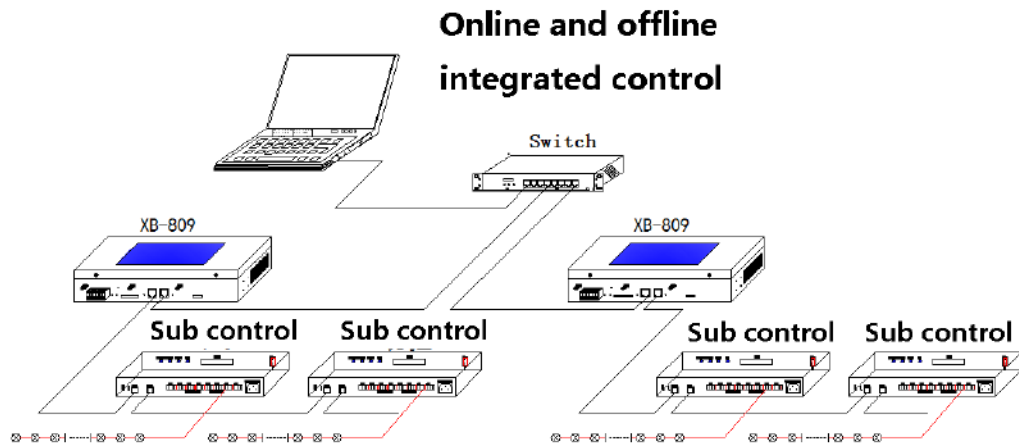 Online and offline
integrated control
Switch
XB-809
XB-809
Sub control
Sub control
Sub control
Sub control